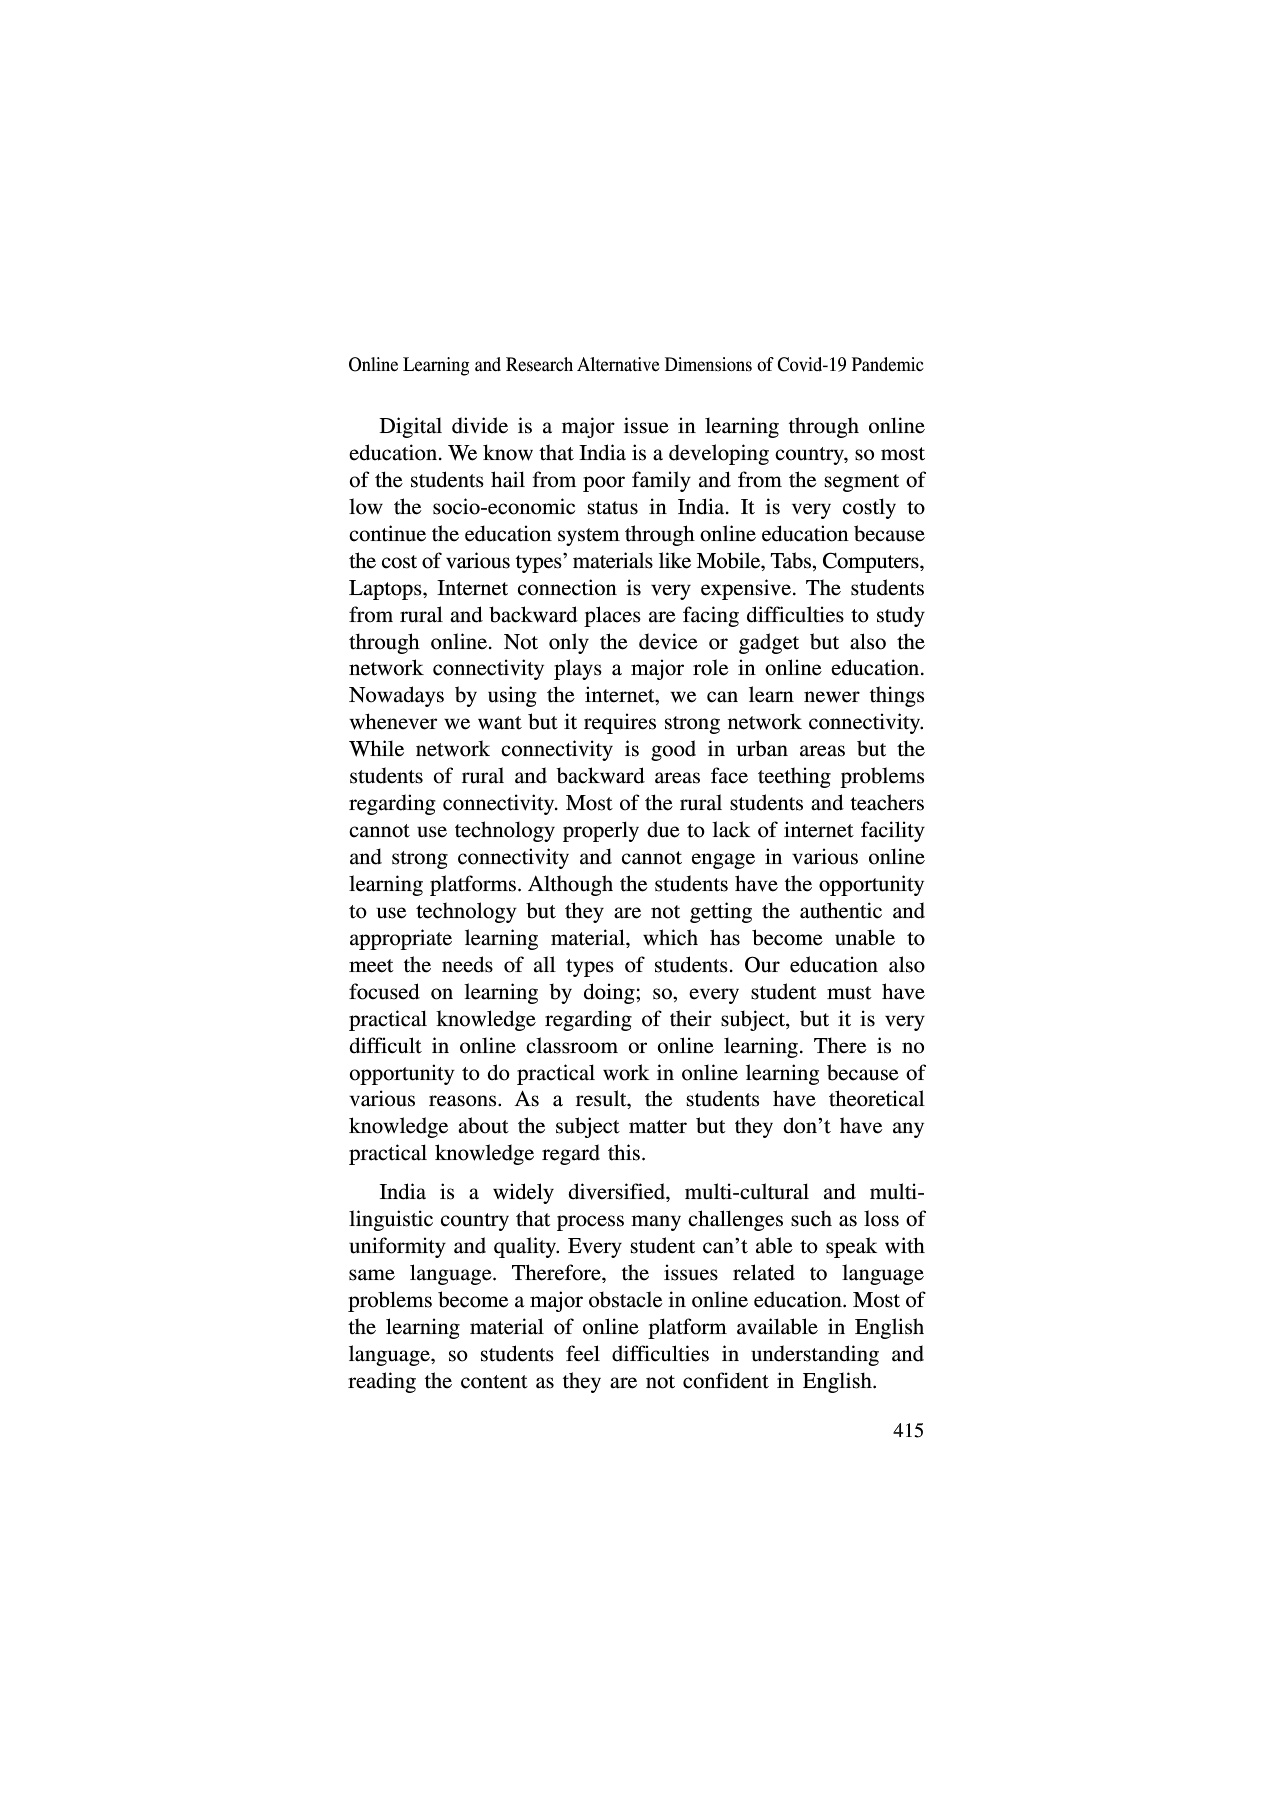 Online Learning and Research Alternative Dimensions of Covid-19 Pandemic
Digital divide is a major issue in learning through online
education. We know that India is a developing country, so most
of the students hail from poor family and from the segment of
low the socio-economic status in India. It is very costly to
continue the education system through online education because
the cost of various types’ materials like Mobile, Tabs, Computers,
Laptops, Internet connection is very expensive. The students
from rural and backward places are facing difficulties to study
through online. Not only the device or gadget but also the
network connectivity plays a major role in online education.
Nowadays by using the internet, we can learn newer things
whenever we want but it requires strong network connectivity.
While network connectivity is good in urban areas but the
students of rural and backward areas face teething problems
regarding connectivity. Most of the rural students and teachers
cannot use technology properly due to lack of internet facility
and strong connectivity and cannot engage in various online
learning platforms. Although the students have the opportunity
to use technology but they are not getting the authentic and
appropriate learning material, which has become unable to
meet the needs of all types of students. Our education also
focused on learning by doing; so, every student must have
practical knowledge regarding of their subject, but it is very
difficult in online classroom or online learning. There is no
opportunity to do practical work in online learning because of
various reasons. As a result, the students have theoretical
knowledge about the subject matter but they don’t have any
practical knowledge regard this.
India is a widely diversified, multi-cultural and multi-
linguistic country that process many challenges such as loss of
uniformity and quality. Every student can’t able to speak with
same language. Therefore, the issues related to language
problems become a major obstacle in online education. Most of
the learning material of online platform available in English
language, so students feel difficulties in understanding and
reading the content as they are not confident in English.
415